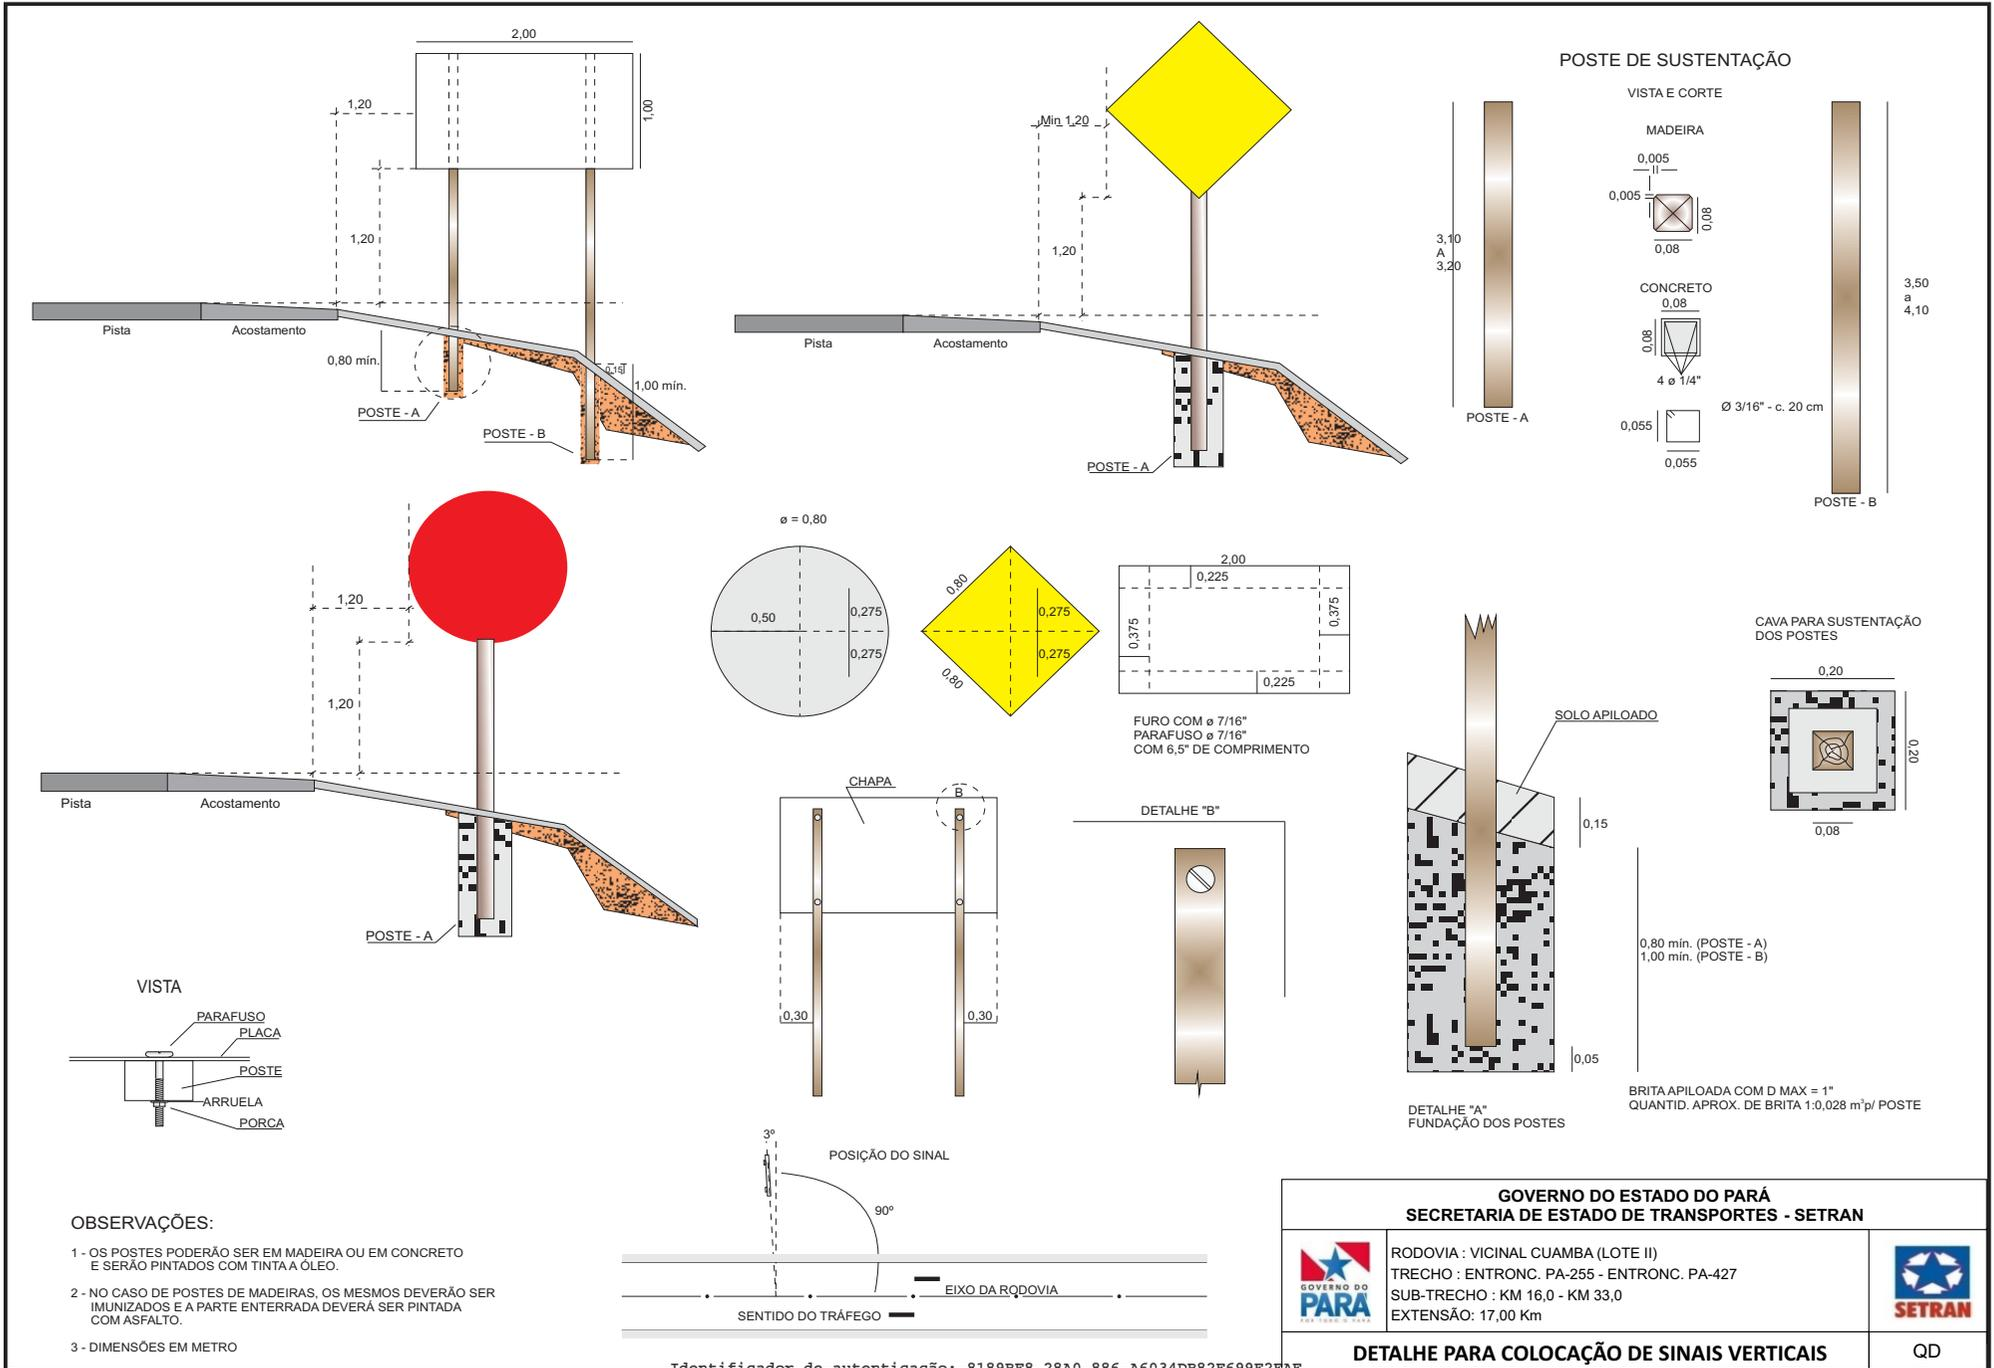 2,00
1,20
1,00
1,20
Pista
Acostamento
0,80 mín.
0,15
1,00 mín.
POSTE - A
POSTE - B
Min 1,20
1,20
Pista
Acostamento
POSTE - A
POSTE DE SUSTENTAÇÃO
VISTA E CORTE
MADEIRA
0,005
0,005
0,08
0,08
CONCRETO
0,08
0,08
4 ø 1/4"
Ø 3/16" - c. 20 cm
0,055
0,055
3,10
A
3,20
POSTE - A
3,50
a
4,10
POSTE - B
1,20
1,20
Pista
Acostamento
POSTE - A
ø = 0,80
0,50
0,275
0,275
0,80
0,80
0,275
0,275
2,00
0,225
0,375
0,375
0,225
FURO COM ø 7/16"
PARAFUSO ø 7/16"
COM 6,5" DE COMPRIMENTO
CHAPA
B
0,30
0,30
DETALHE "B"
SOLO APILOADO
0,15
0,80 mín. (POSTE - A)
1,00 mín. (POSTE - B)
0,05
DETALHE "A"
FUNDAÇÃO DOS POSTES
BRITA APILOADA COM D MAX = 1"
QUANTID. APROX. DE BRITA 1:0,028 m³p/ POSTE
CAVA PARA SUSTENTAÇÃO
DOS POSTES
0,20
0,20
0,08
VISTA
PARAFUSO
PLACA
POSTE
ARRUELA
PORCA
3º
POSIÇÃO DO SINAL
90º
EIXO DA RODOVIA
SENTIDO DO TRÁFEGO
OBSERVAÇÕES:
1 - OS POSTES PODERÃO SER EM MADEIRA OU EM CONCRETO
E SERÃO PINTADOS COM TINTA A ÓLEO.
2 - NO CASO DE POSTES DE MADEIRAS, OS MESMOS DEVERÃO SER
IMUNIZADOS E A PARTE ENTERRADA DEVERÁ SER PINTADA
COM ASFALTO.
3 - DIMENSÕES EM METRO
GOVERNO DO ESTADO DO PARÁ
SECRETARIA DE ESTADO DE TRANSPORTES - SETRAN
GOVERNO DO
PARÁ
POR TODO O PARÁ
RODOVIA : VICINAL CUAMBA (LOTE II)
TRECHO : ENTRONC. PA-255 - ENTRONC. PA-427
SUB-TRECHO : KM 16,0 - KM 33,0
EXTENSÃO: 17,00 Km
SETRAN
DETALHE PARA COLOCAÇÃO DE SINAIS VERTICAIS
QD
Identificador de autenticação: